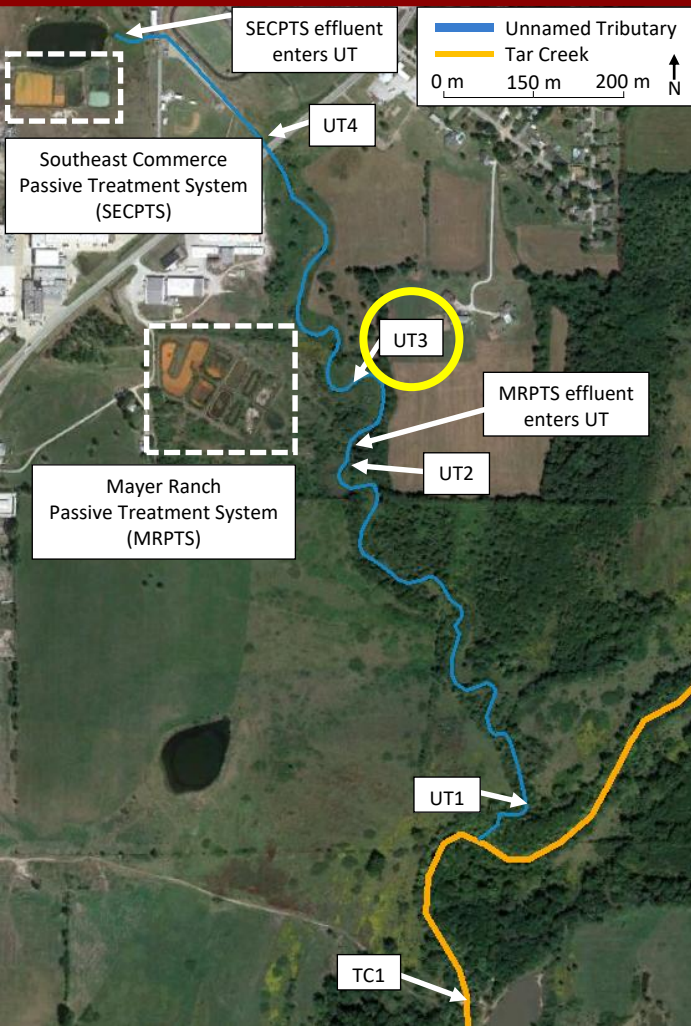 SECPTS effluent
enters UT
Unnamed Tributary
Tar Creek
0 m 150 m 200 m
N
UT4
Southeast Commerce
Passive Treatment System
(SECPTS)
UT3
MRPTS effluent
enters UT
UT2
Mayer Ranch
Passive Treatment System
(MRPTS)
UT1
TC1